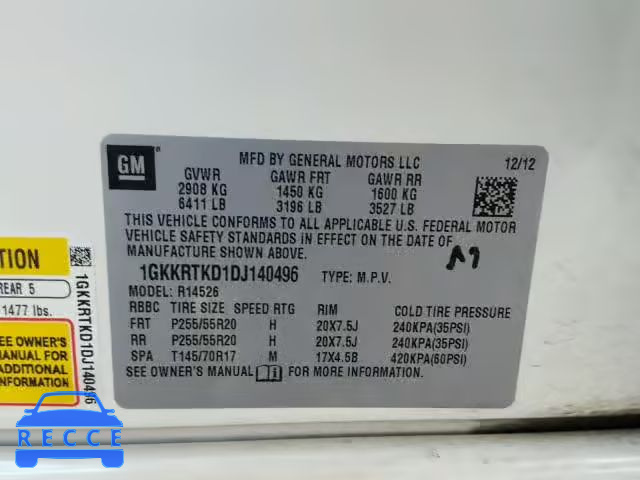 GM
MFD BY GENERAL MOTORS LLC
12/12
GVWR GAWR FRT GAWR RR
2908 KG 1450 KG 1600 KG
6411 LB 3196 LB 3527 LB
THIS VEHICLE CONFORMS TO ALL APPLICABLE U.S. FEDERAL MOTOR
VEHICLE SAFETY STANDARDS IN EFFECT ON THE DATE OF
MANUFACTURE SHOWN ABOVE.
1GKKRTKD1DJ140496 TYPE: M.P.V.
MODEL: R14526
RBBC TIRE SIZE SPEED RTG RIM COLD TIRE PRESSURE
FRT P255/55R20 H 20X7.5J 240KPA(35PSI)
RR P255/55R20 H 20X7.5J 240KPA(35PSI)
SPA T145/70R17 M 17X4.5B 420KPA(60PSI)
SEE OWNER'S MANUAL FOR MORE INFORMATION.
ATION
REAR 5
1477 lbs.
SEE OWNER'S
MANUAL FOR
ADDITIONAL
INFORMATION
1GKKRTKD1DJ140496
RECCE